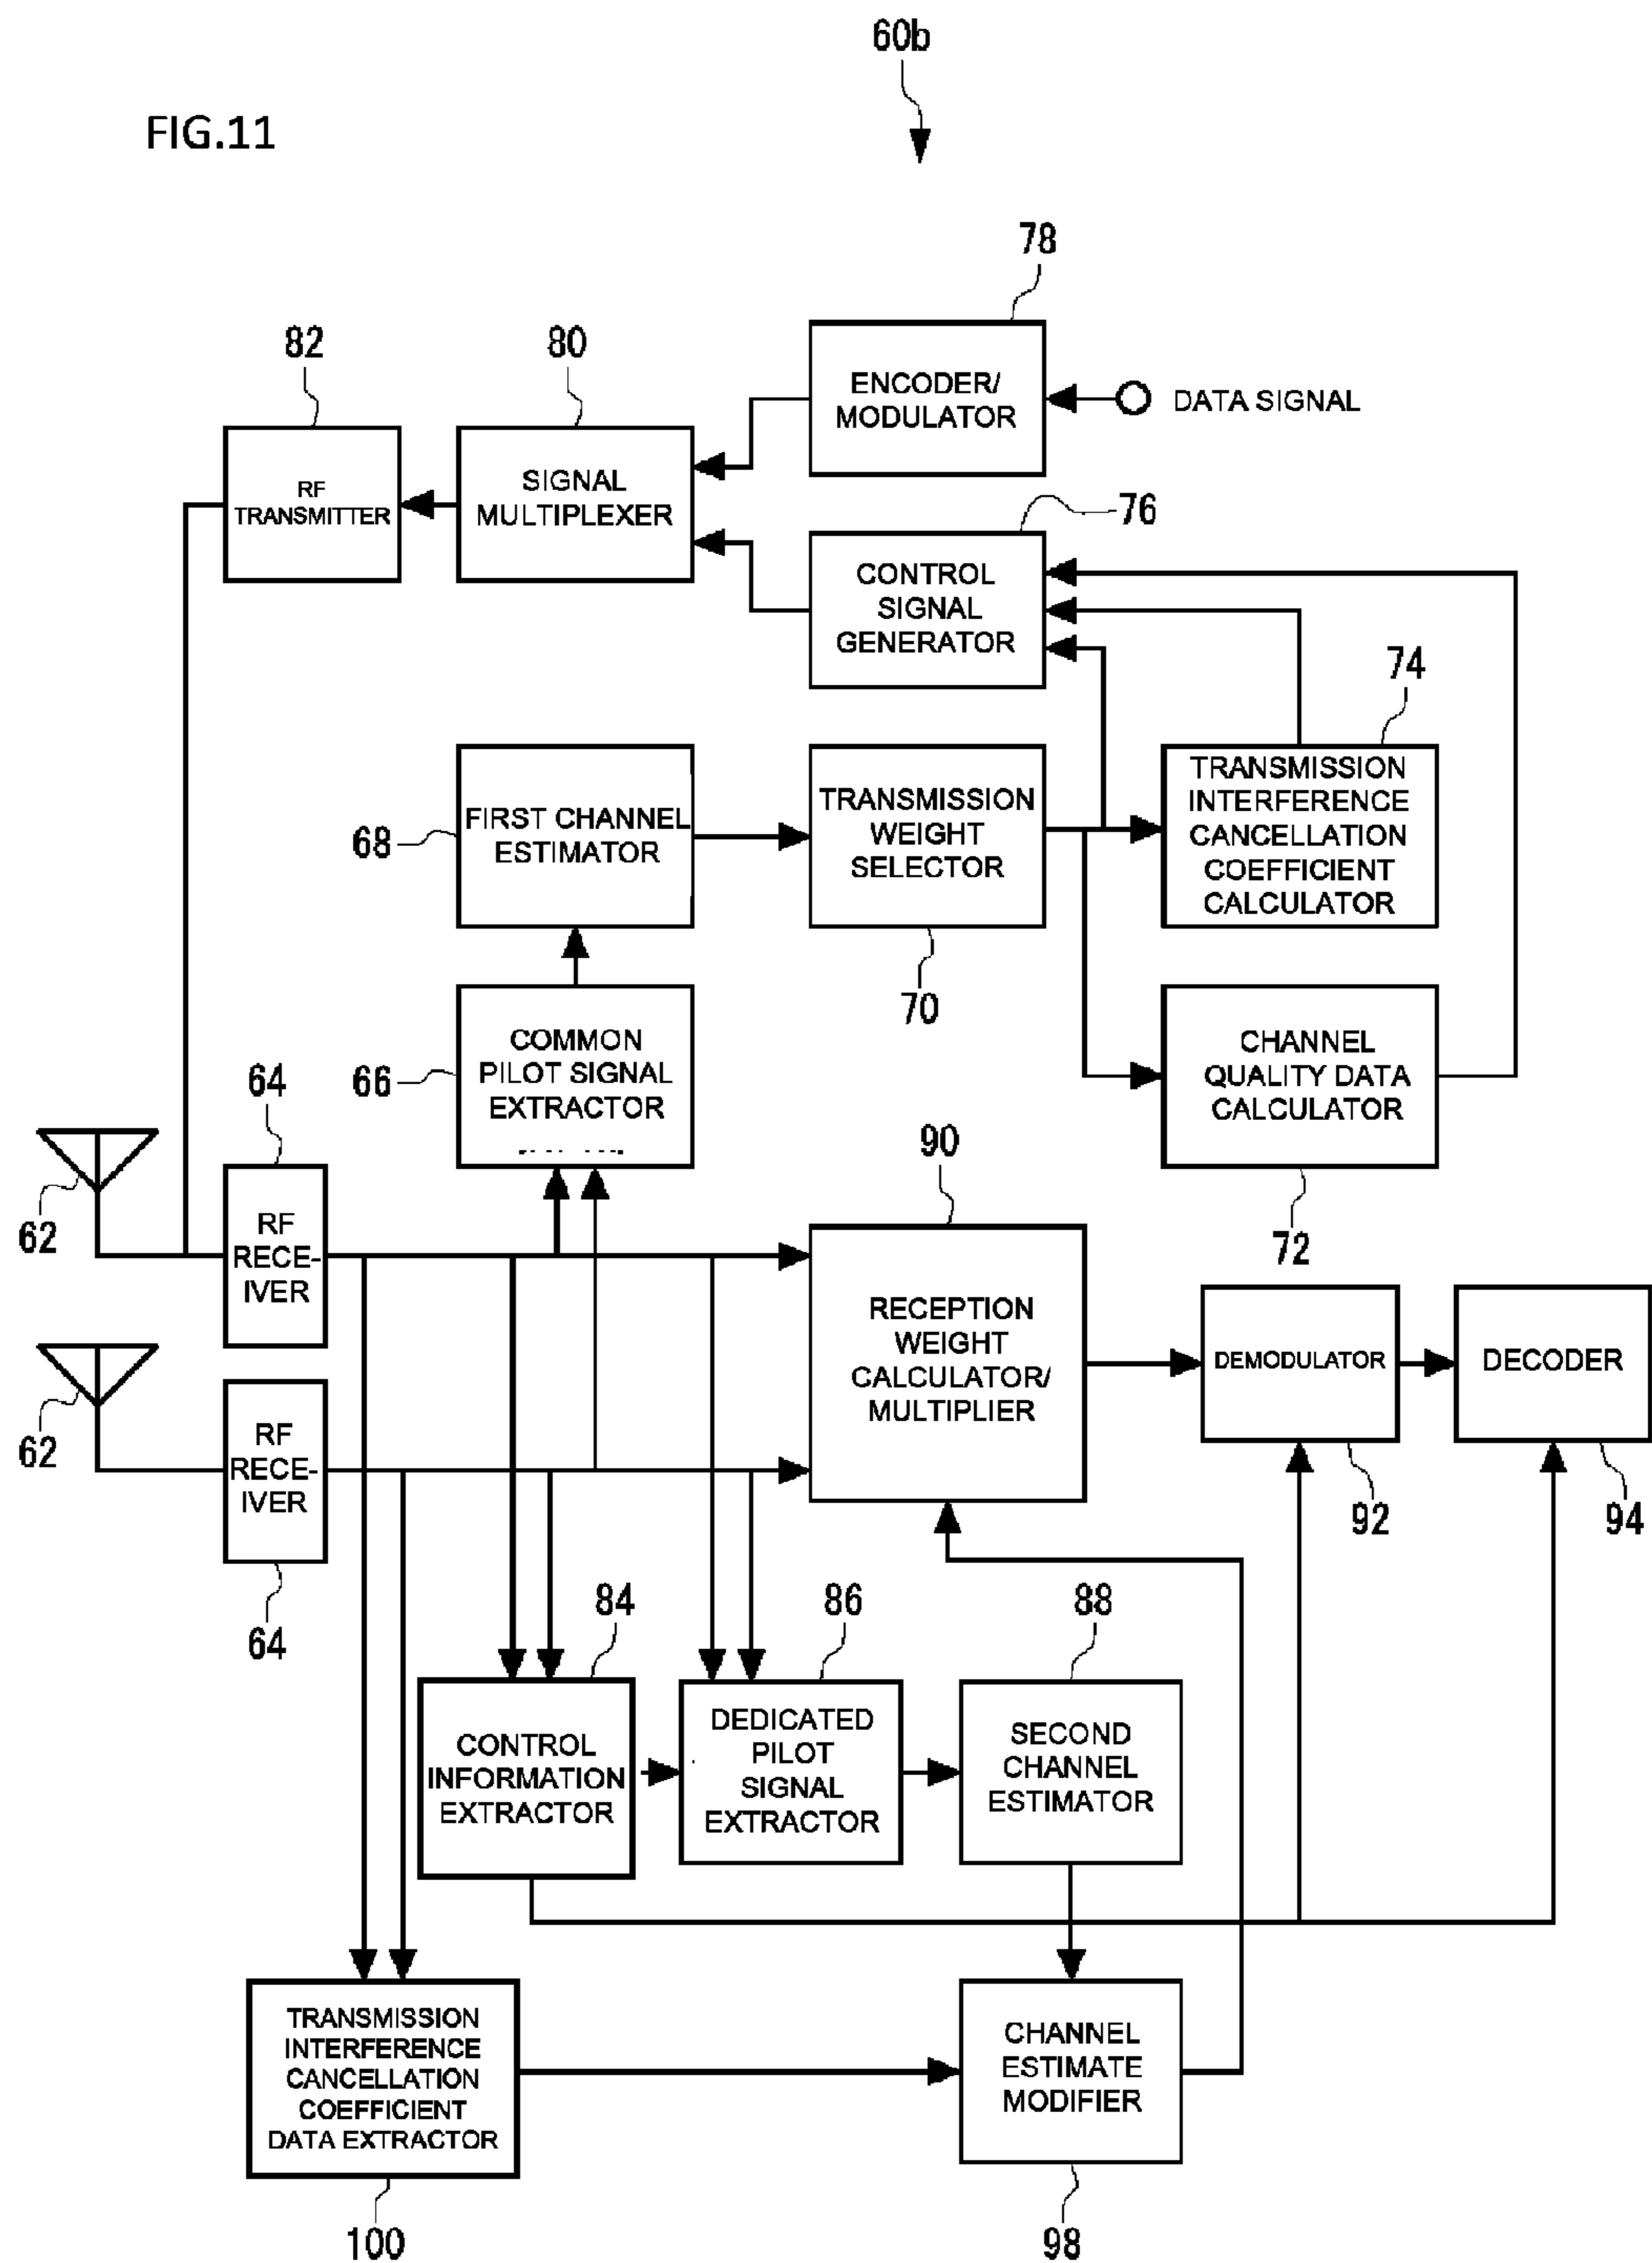 60b
FIG.11
78
82
80
ENCODER/
MODULATOR
DATA SIGNAL
RF
TRANSMITTER
SIGNAL
MULTIPLEXER
76
CONTROL
SIGNAL
GENERATOR
74
68
FIRST CHANNEL
ESTIMATOR
TRANSMISSION
WEIGHT
SELECTOR
TRANSMISSION
INTERFERENCE
CANCELLATION
COEFFICIENT
CALCULATOR
70
66
COMMON
PILOT SIGNAL
EXTRACTOR
CHANNEL
QUALITY DATA
CALCULATOR
72
64
62
RF
RECE-
IVER
90
RECEPTION
WEIGHT
CALCULATOR/
MULTIPLIER
DEMODULATOR
DECODER
92
94
62
RF
RECE-
IVER
64
84
86
88
CONTROL
INFORMATION
EXTRACTOR
DEDICATED
PILOT
SIGNAL
EXTRACTOR
SECOND
CHANNEL
ESTIMATOR
TRANSMISSION
INTERFERENCE
CANCELLATION
COEFFICIENT
DATA EXTRACTOR
CHANNEL
ESTIMATE
MODIFIER
100
98